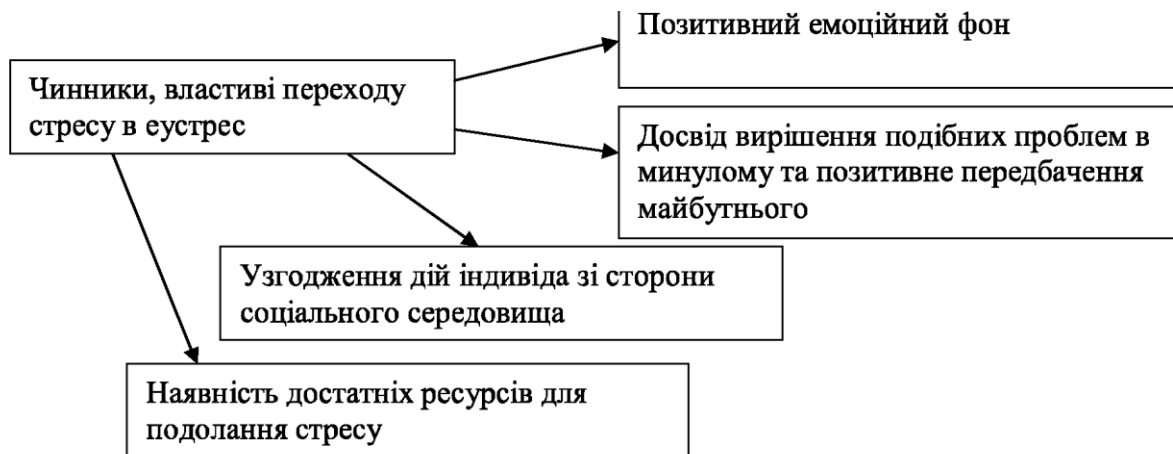 Позитивний емоційний фон
Чинники, властиві переходу
стресу в еустрес
Досвід вирішення подібних проблем в
минулому та позитивне передбачення
майбутнього
Узгодження дій індивіда зі сторони
соціального середовища
Наявність достатніх ресурсів для
подолання стресу